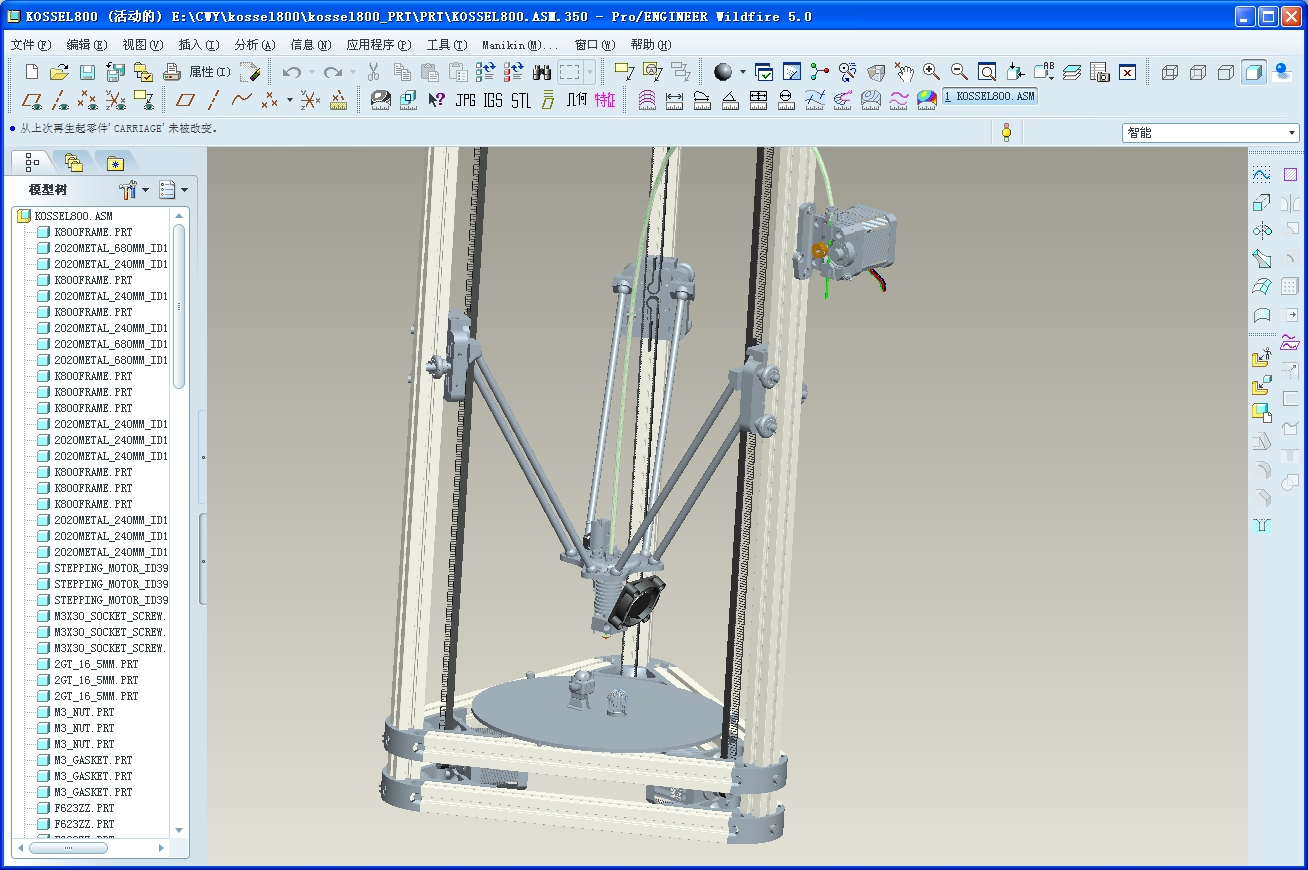 KOSSEL800 (活动的) E:\CWY\kossel800\kossel800_PRT\PRT\KOSSEL800.ASM.350 - Pro/ENGINEER Wildfire 5.0
文件(F) 编辑(E) 视图(V) 插入(I) 分析(A) 信息(N) 应用程序(P) 工具(T) Manikin(M)... 窗口(W) 帮助(H)
属性(I)
JPG IGS STL 几何 特征 1 KOSSEL800.ASM
从上次再生起零件'CARRIAGE'未被改变.
智能
模型树
KOSSEL800.ASM
K800FRAME.PRT
2020METAL_680MM_ID1
2020METAL_240MM_ID1
K800FRAME.PRT
2020METAL_240MM_ID1
K800FRAME.PRT
2020METAL_240MM_ID1
2020METAL_680MM_ID1
2020METAL_680MM_ID1
K800FRAME.PRT
K800FRAME.PRT
K800FRAME.PRT
2020METAL_240MM_ID1
2020METAL_240MM_ID1
2020METAL_240MM_ID1
K800FRAME.PRT
K800FRAME.PRT
K800FRAME.PRT
2020METAL_240MM_ID1
2020METAL_240MM_ID1
2020METAL_240MM_ID1
STEPPING_MOTOR_ID39
STEPPING_MOTOR_ID39
STEPPING_MOTOR_ID39
M3X30_SOCKET_SCREW.
M3X30_SOCKET_SCREW.
M3X30_SOCKET_SCREW.
2GT_16_5MM.PRT
2GT_16_5MM.PRT
2GT_16_5MM.PRT
M3_NUT.PRT
M3_NUT.PRT
M3_NUT.PRT
M3_GASKET.PRT
M3_GASKET.PRT
M3_GASKET.PRT
F623ZZ.PRT
F623ZZ.PRT